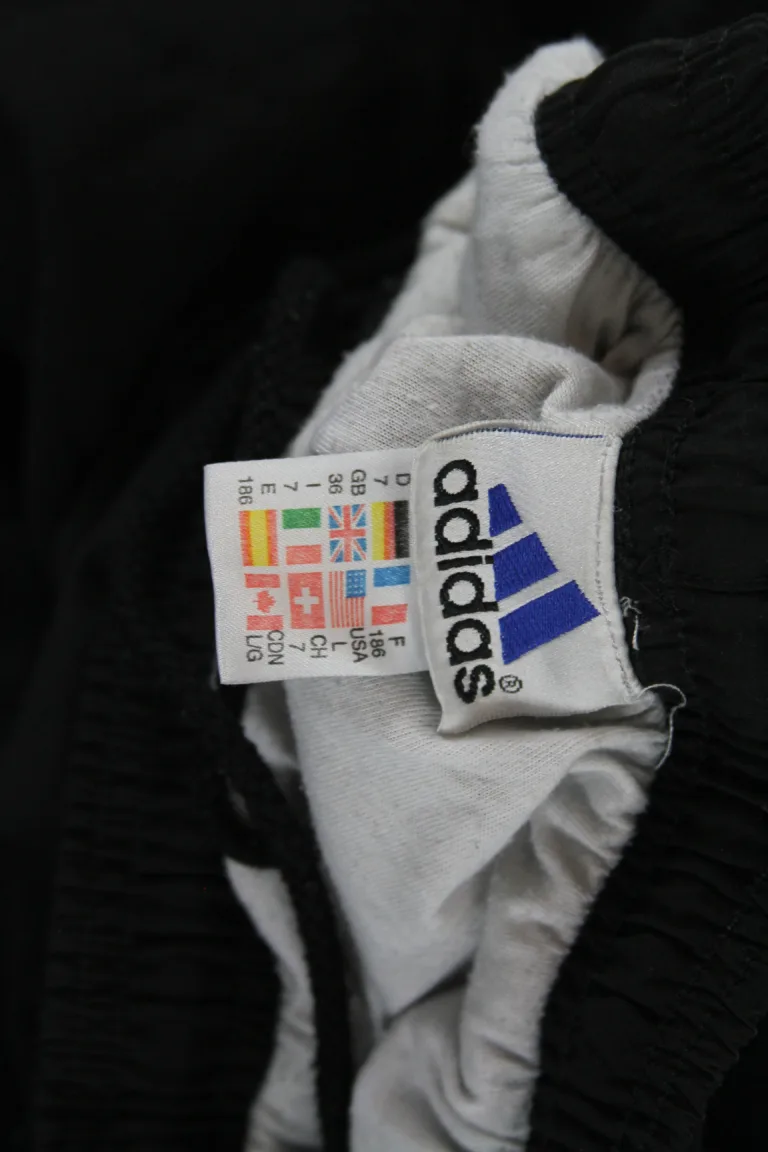 adidas®
D
7
GB
36
I
7
E
186
F
186
USA
L
CH
7
CDN
L/G